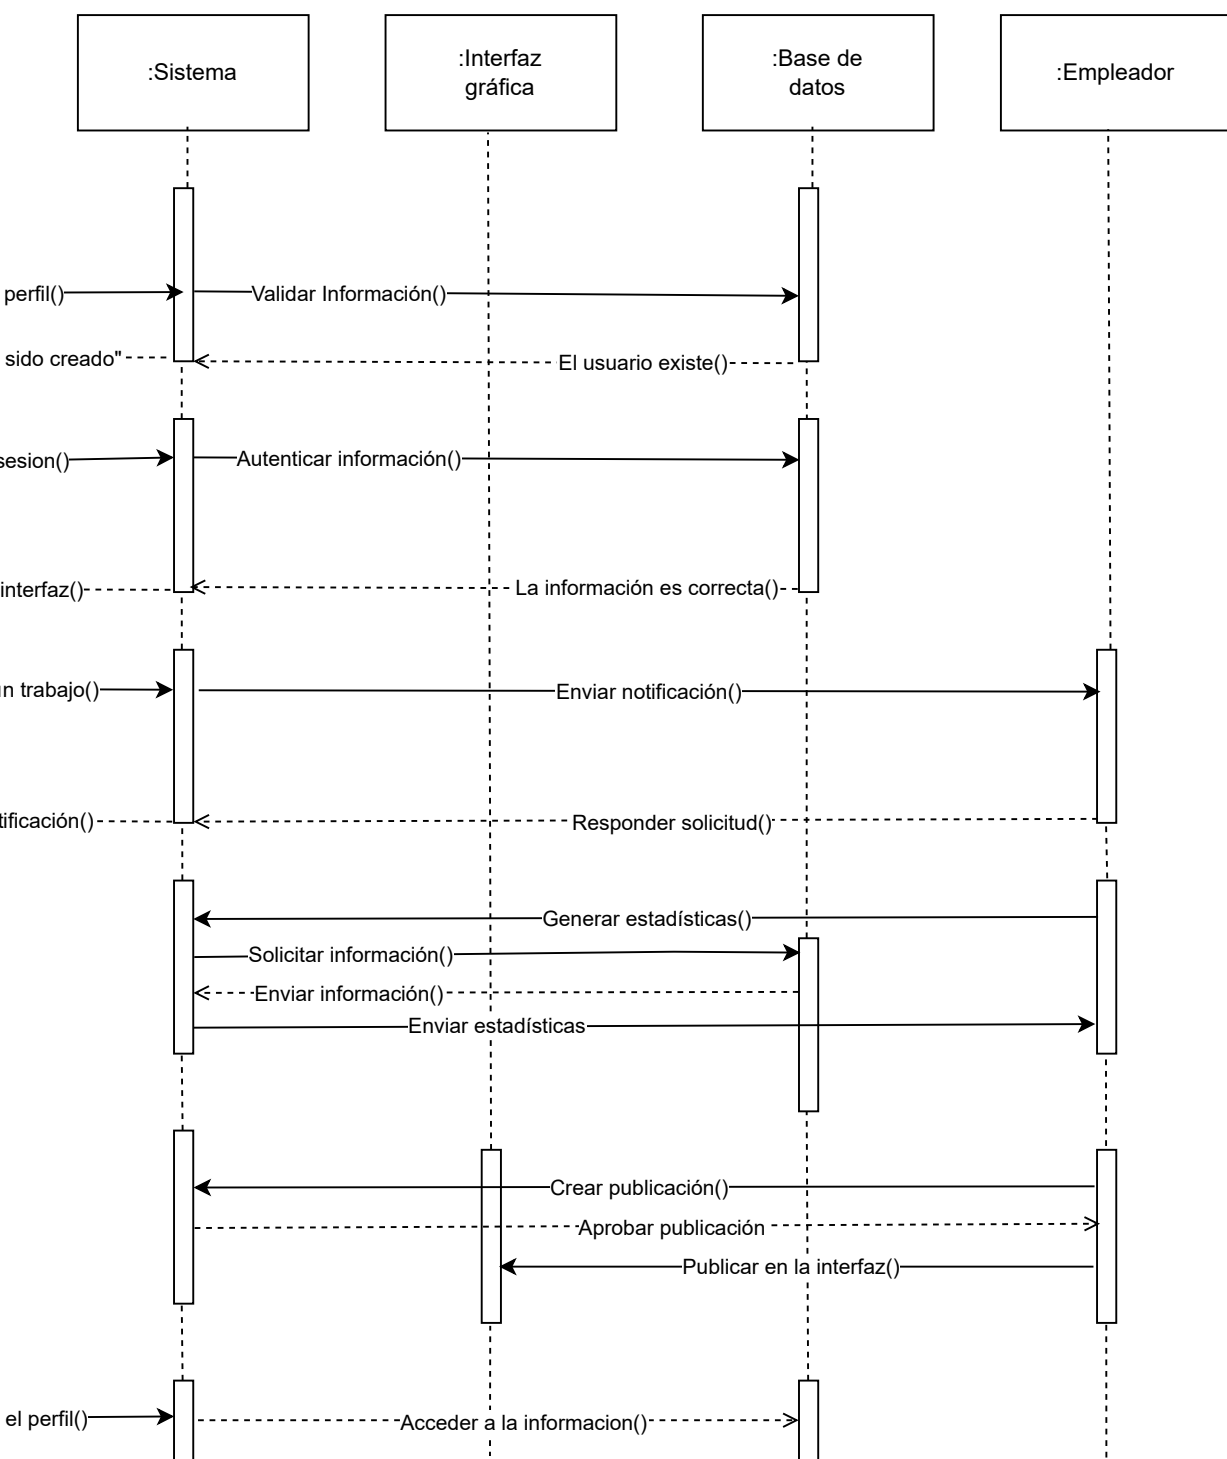 :Sistema
:Interfaz
gráfica
:Base de
datos
:Empleador
perfil()
Validar Información()
sido creado"
El usuario existe()
sesion()
Autenticar información()
interfaz()
La información es correcta()
un trabajo()
Enviar notificación()
tificación()
Responder solicitud()
Generar estadísticas()
Solicitar información()
Enviar información()
Enviar estadísticas
Crear publicación()
Aprobar publicación
Publicar en la interfaz()
el perfil()
Acceder a la informacion()